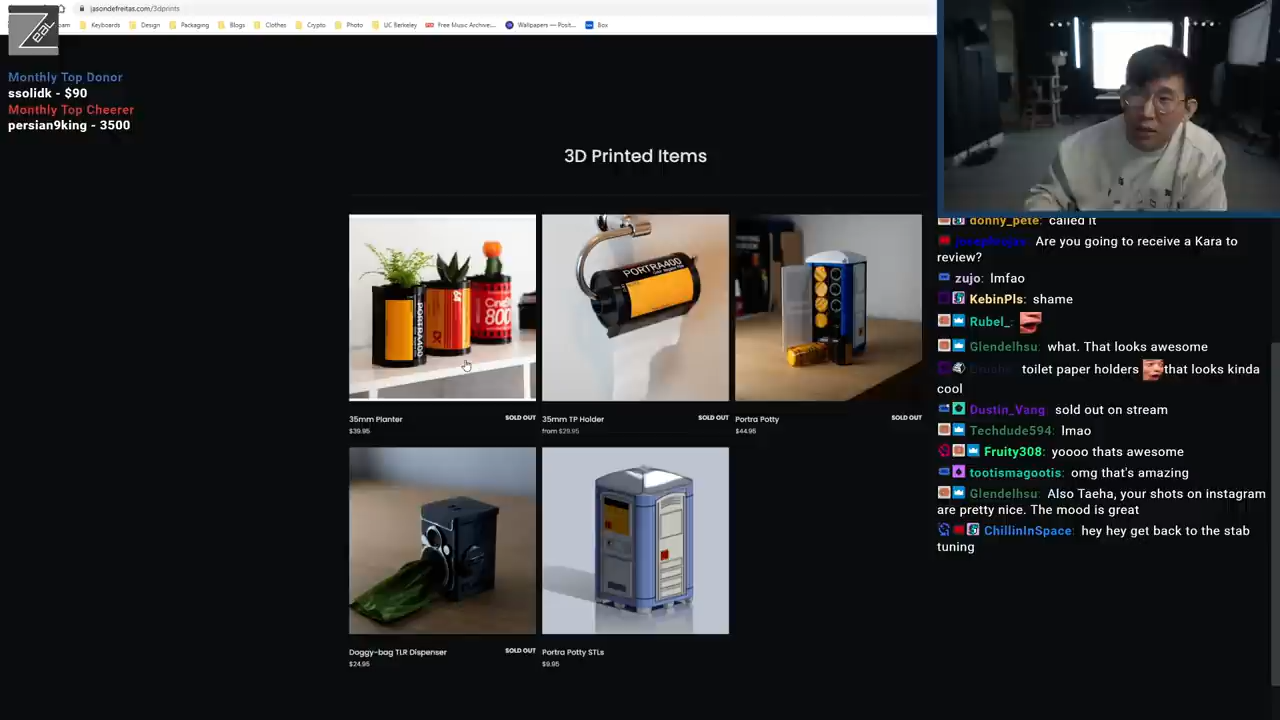 jasondefreitas.com/3dprints
Keyboards
Design
Packaging
Blogs
Clothes
Crypto
Photo
UC Berkeley
Free Music Archive:...
Wallpapers — Posit...
Box
ZEAL
Monthly Top Donor
ssolidk - $90
Monthly Top Cheerer
persian9king - 3500
3D Printed Items
PORTRA400
One
800
PORTRA400
35mm Planter
SOLD OUT
$39.95
35mm TP Holder
SOLD OUT
from $29.95
Portra Potty
SOLD OUT
$44.95
Doggy-bag TLR Dispenser
SOLD OUT
$24.95
Portra Potty STLs
$9.95
donny_pete: called it
Are you going to receive a Kara to
review?
zujo: lmfao
KebinPls: shame
Rubel_:
Glendelhsu: what. That looks awesome
toilet paper holders that looks kinda
cool
Dustin_Vang: sold out on stream
Techdude594: lmao
Fruity308: yoooo thats awesome
tootismagootis: omg that's amazing
Glendelhsu: Also Taeha, your shots on instagram
are pretty nice. The mood is great
ChillinInSpace: hey hey get back to the stab
tuning